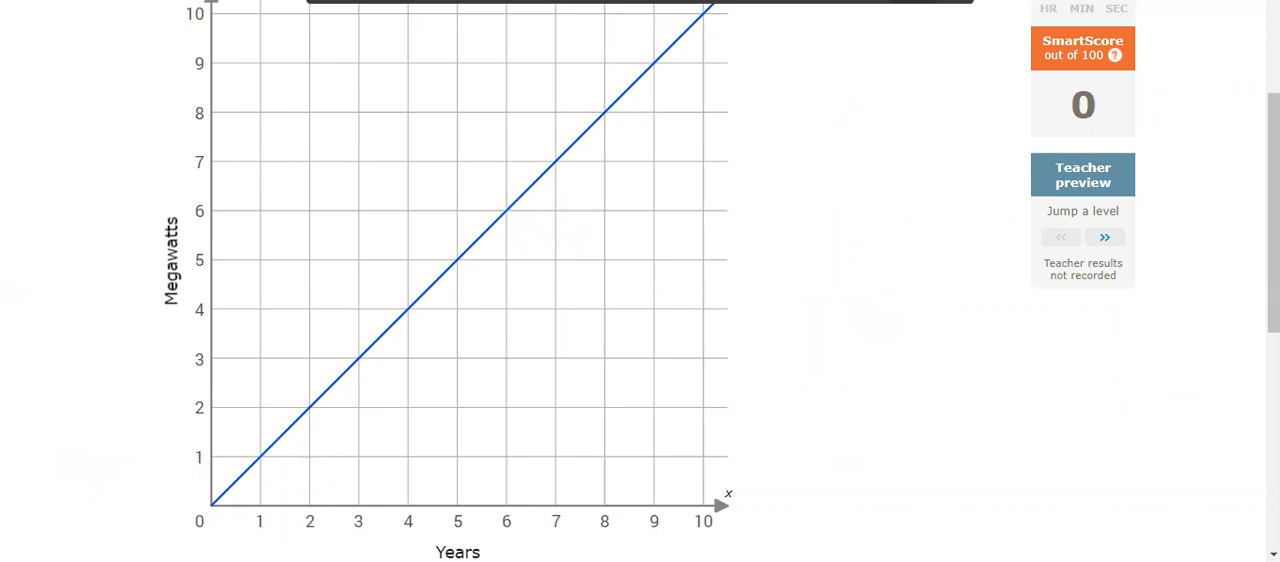 HR MIN SEC
SmartScore
out of 100 ?
0
Teacher
preview
Jump a level
<< >>
Teacher results
not recorded
10
9
8
7
6
5
4
3
2
1
Megawatts
x
0 1 2 3 4 5 6 7 8 9 10
Years